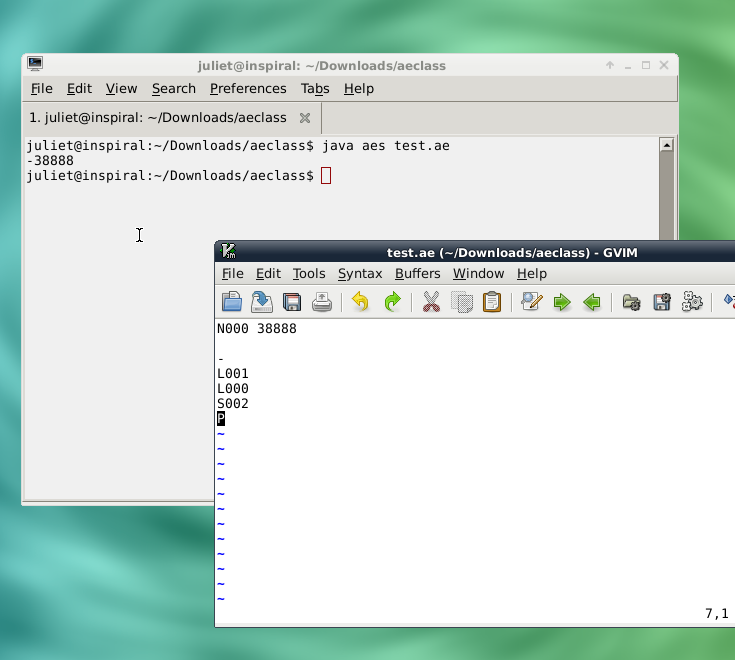 juliet@inspiral: ~/Downloads/aeclass
File Edit View Search Preferences Tabs Help
1. juliet@inspiral: ~/Downloads/aeclass
juliet@inspiral:~/Downloads/aeclass$ java aes test.ae
-38888
juliet@inspiral:~/Downloads/aeclass$
test.ae (~/Downloads/aeclass) - GVIM
File Edit Tools Syntax Buffers Window Help
N000 38888
-
L001
L000
S002
P
~
~
~
~
~
~
~
~
~
~
~
~
7,1